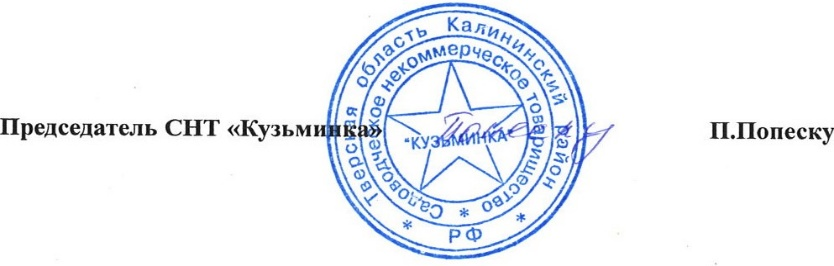 Председатель СНТ «Кузьминка» П.Попеску
Тверская область Калининский район
* РФ *
Садоводческое некоммерческое товарищество *
"КУЗЬМИНКА"